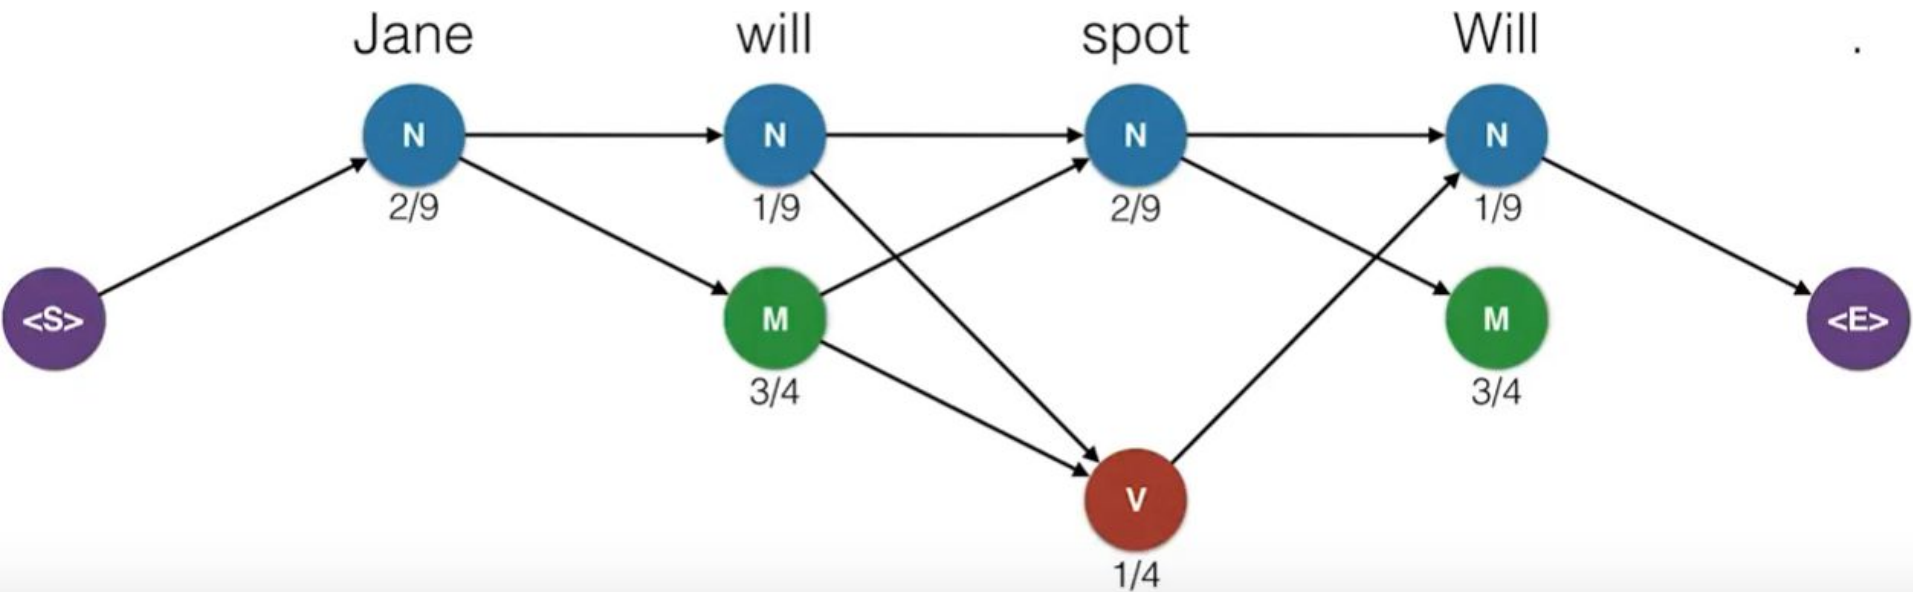 Jane will spot Will .
N N N N
2/9 1/9 2/9 1/9
<S> M M <E>
3/4 3/4
V
1/4